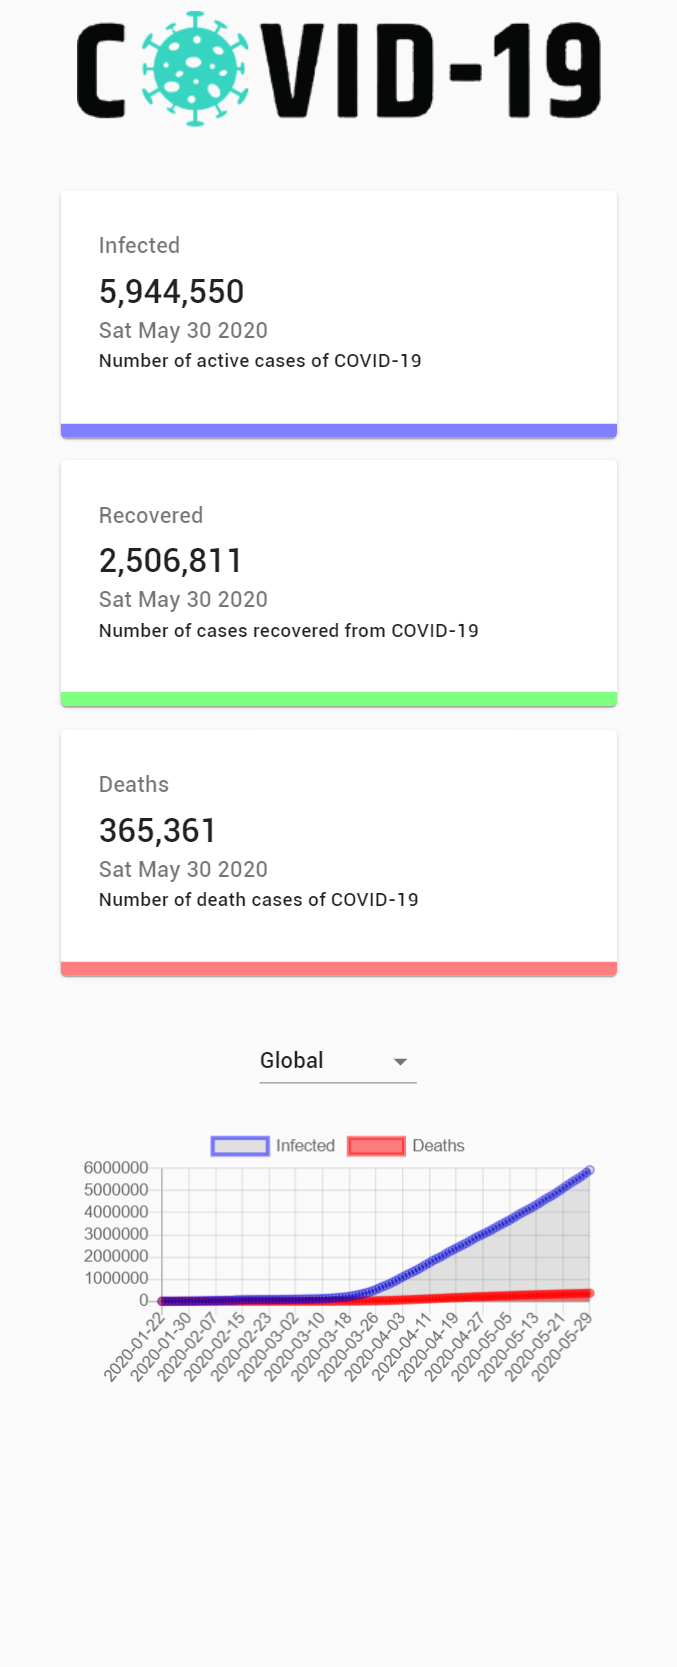 COVID-19
Infected
5,944,550
Sat May 30 2020
Number of active cases of COVID-19
Recovered
2,506,811
Sat May 30 2020
Number of cases recovered from COVID-19
Deaths
365,361
Sat May 30 2020
Number of death cases of COVID-19
Global
Infected Deaths
6000000
5000000
4000000
3000000
2000000
1000000
0
2020-01-22
2020-01-30
2020-02-07
2020-02-15
2020-02-23
2020-03-02
2020-03-10
2020-03-18
2020-03-26
2020-04-03
2020-04-11
2020-04-19
2020-04-27
2020-05-05
2020-05-13
2020-05-21
2020-05-29